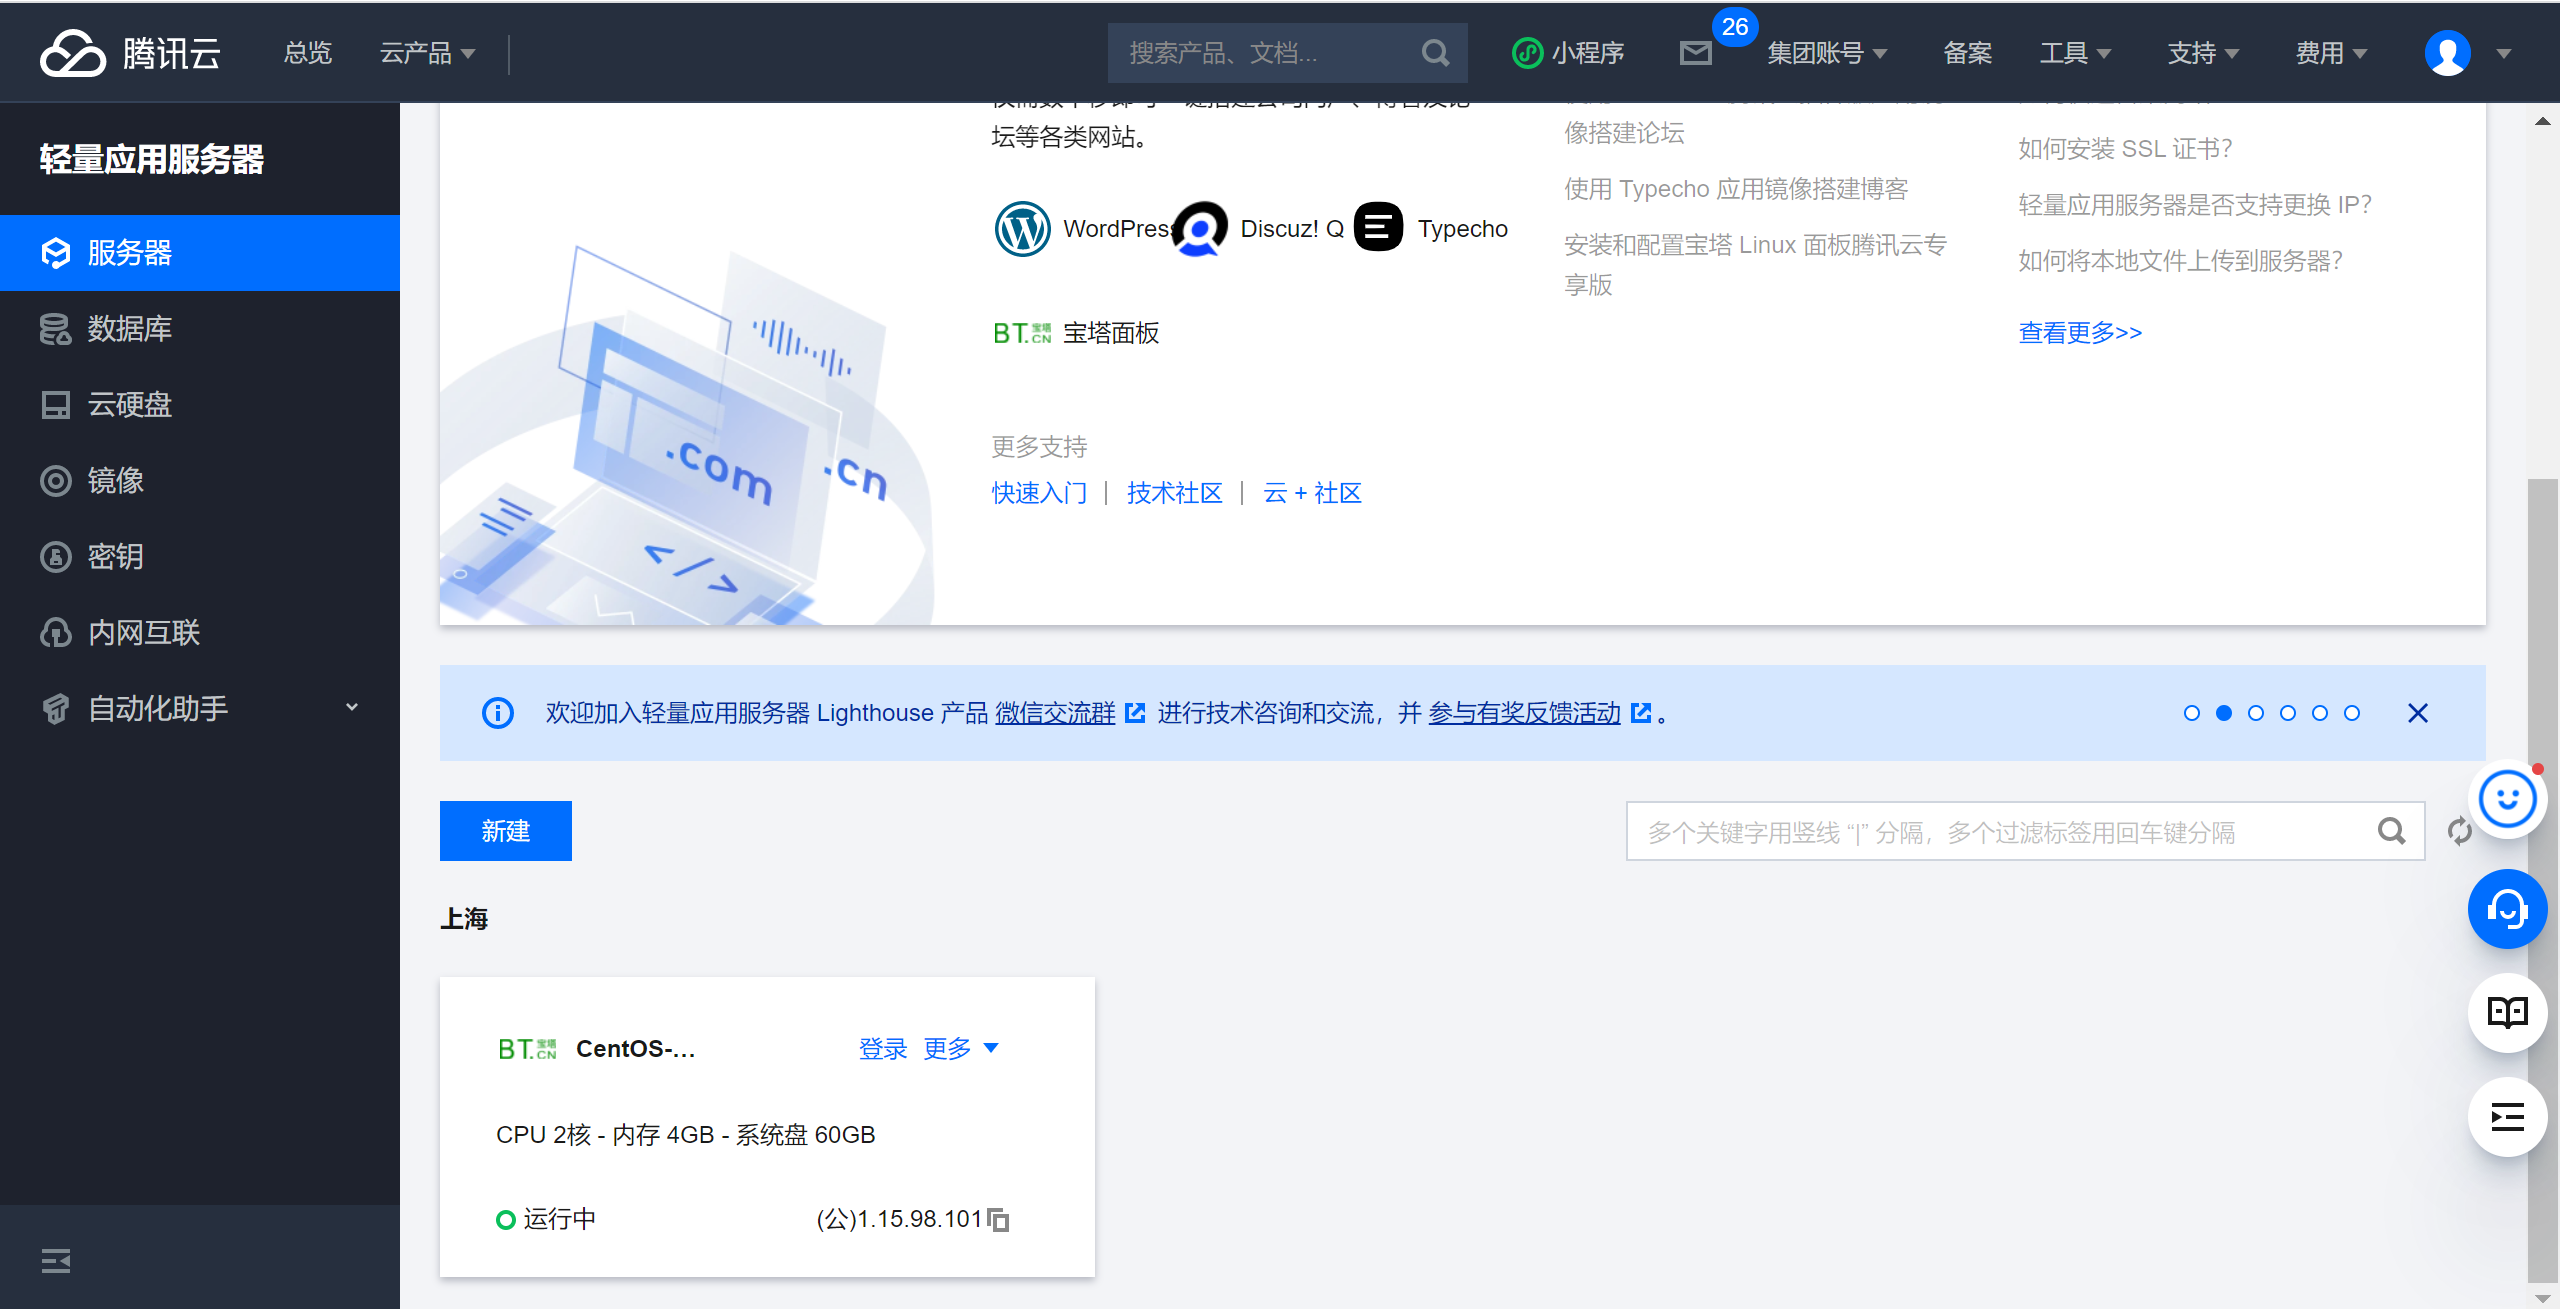 腾讯云
总览
云产品
搜索产品、文档...
小程序
26
集团账号
备案
工具
支持
费用
轻量应用服务器
服务器
数据库
云硬盘
镜像
密钥
内网互联
自动化助手
坛等各类网站。
WordPress
Discuz! Q
Typecho
BT.CN 宝塔
宝塔面板
更多支持
快速入门
技术社区
云 + 社区
像搭建论坛
使用 Typecho 应用镜像搭建博客
安装和配置宝塔 Linux 面板腾讯云专
享版
如何安装 SSL 证书？
轻量应用服务器是否支持更换 IP？
如何将本地文件上传到服务器？
查看更多>>
.com
.cn
</>
欢迎加入轻量应用服务器 Lighthouse 产品 微信交流群 进行技术咨询和交流，并 参与有奖反馈活动 。
新建
多个关键字用竖线 “|” 分隔，多个过滤标签用回车键分隔
上海
BT.CN 宝塔
CentOS-...
登录
更多
CPU 2核 - 内存 4GB - 系统盘 60GB
运行中
(公)1.15.98.101